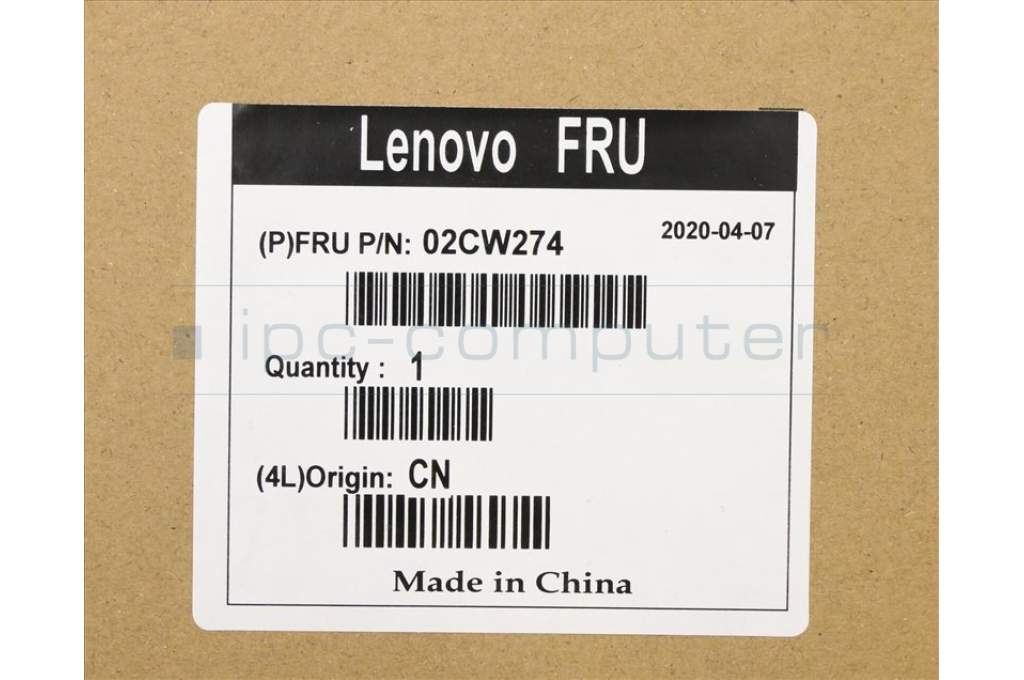 Lenovo FRU
2020-04-07
(P)FRU P/N: 02CW274
ipc-computer
Quantity : 1
(4L)Origin: CN
Made in China